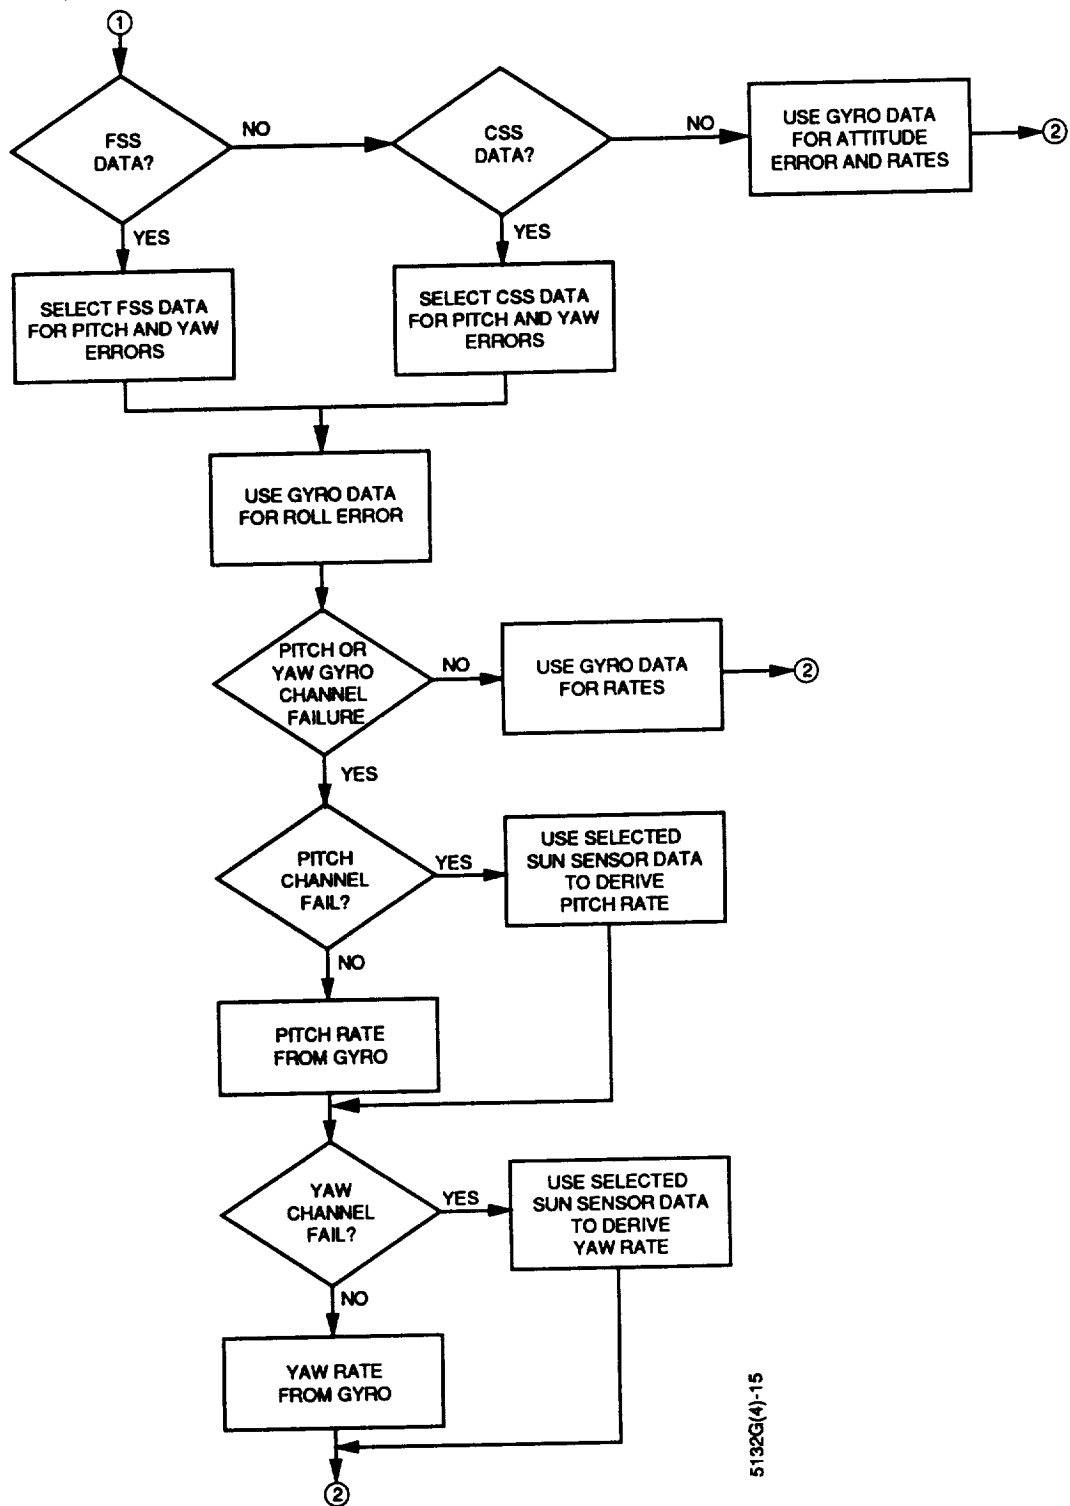 1
FSS
DATA?
NO
CSS
DATA?
NO
USE GYRO DATA
FOR ATTITUDE
ERROR AND RATES
2
YES
YES
SELECT FSS DATA
FOR PITCH AND YAW
ERRORS
SELECT CSS DATA
FOR PITCH AND YAW
ERRORS
USE GYRO DATA
FOR ROLL ERROR
PITCH OR
YAW GYRO
CHANNEL
FAILURE
NO
USE GYRO DATA
FOR RATES
2
YES
PITCH
CHANNEL
FAIL?
YES
USE SELECTED
SUN SENSOR DATA
TO DERIVE
PITCH RATE
NO
PITCH RATE
FROM GYRO
YAW
CHANNEL
FAIL?
YES
USE SELECTED
SUN SENSOR DATA
TO DERIVE
YAW RATE
NO
YAW RATE
FROM GYRO
2
5132G(4)-15